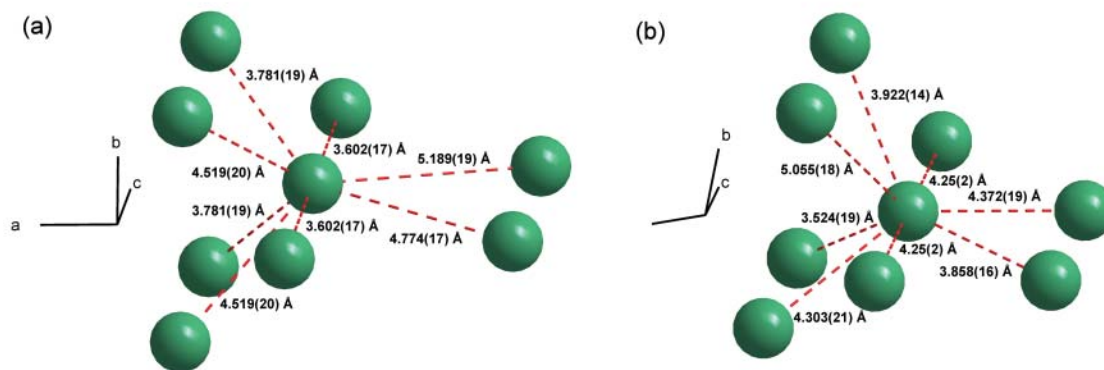 (a)
3.781(19) Å
3.602(17) Å
4.519(20) Å
5.189(19) Å
3.781(19) Å
3.602(17) Å
4.774(17) Å
4.519(20) Å
b
c
a
(b)
3.922(14) Å
5.055(18) Å
4.25(2) Å
4.372(19) Å
3.524(19) Å
4.25(2) Å
3.858(16) Å
4.303(21) Å
b
c